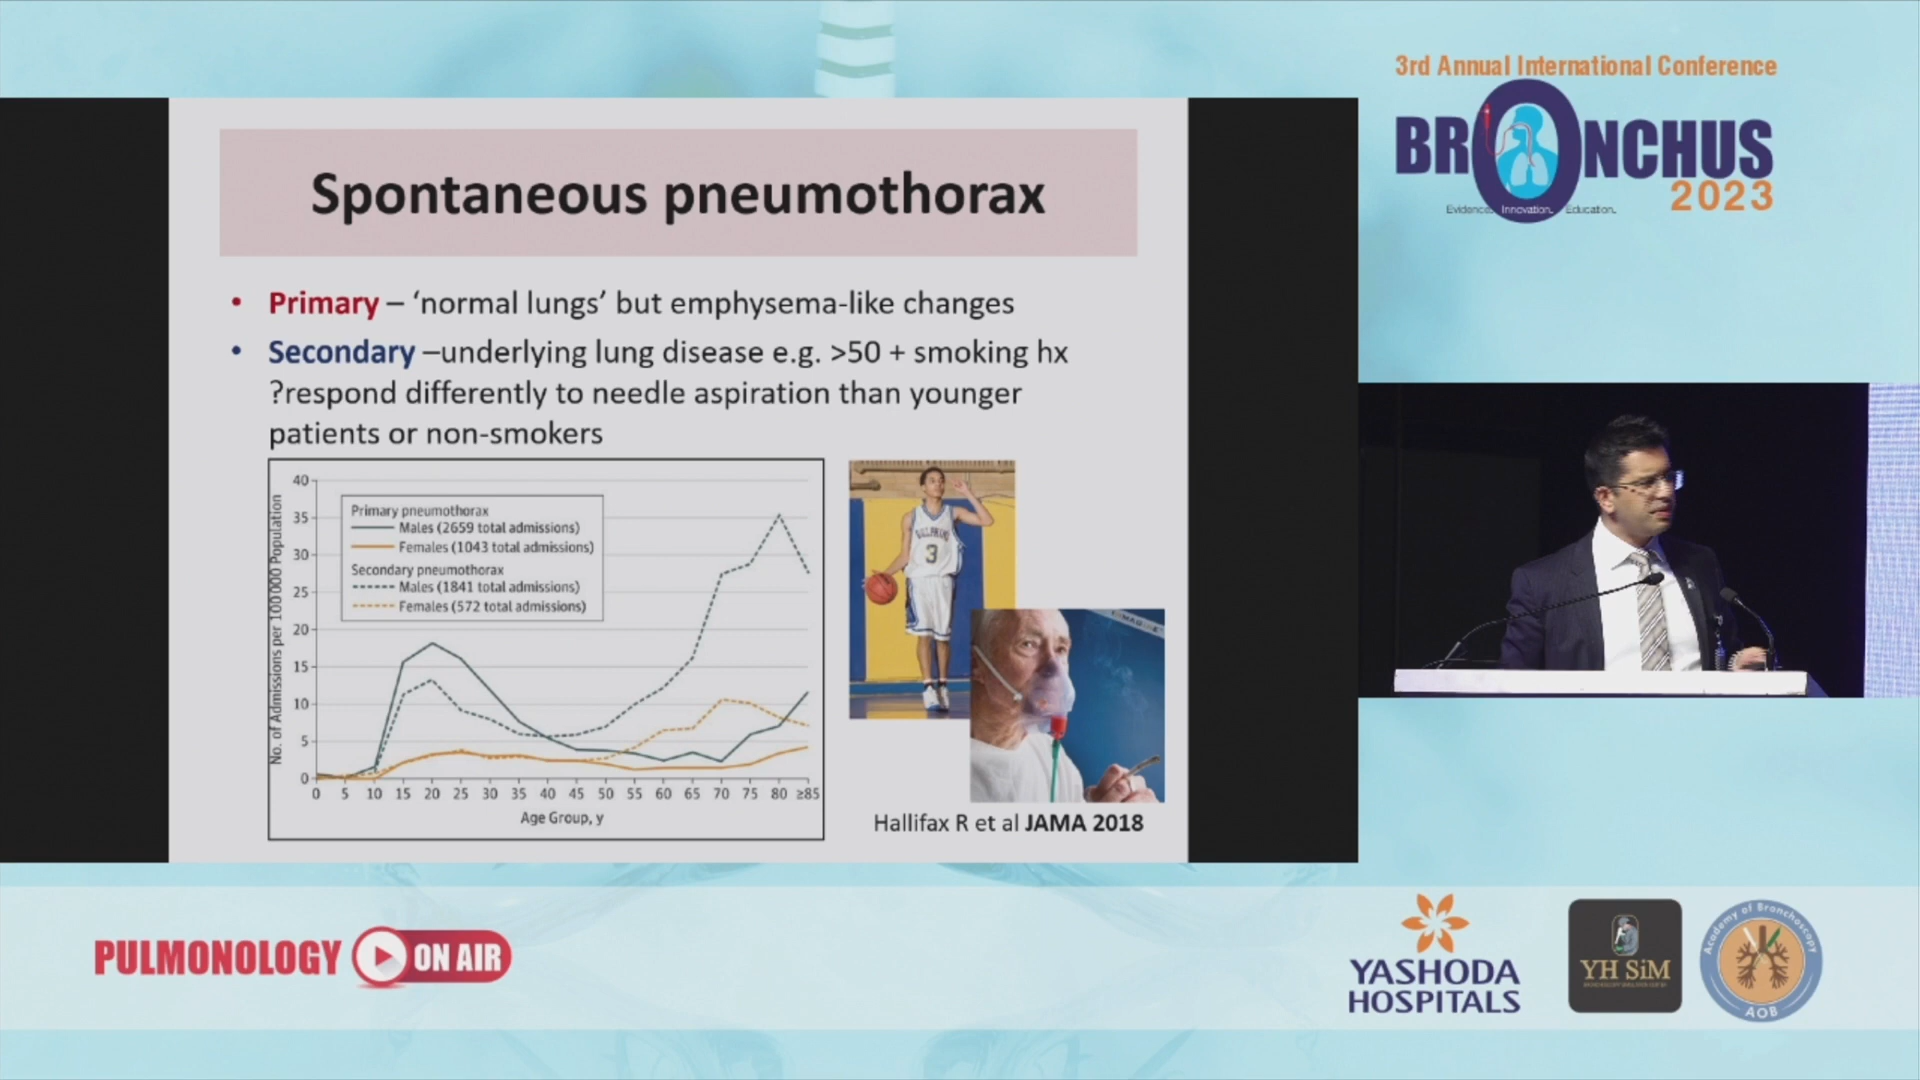 3rd Annual International Conference
BRONCHUS
2023
Evidence. Innovation. Education.
Spontaneous pneumothorax
• Primary – ‘normal lungs’ but emphysema-like changes
• Secondary –underlying lung disease e.g. >50 + smoking hx
?respond differently to needle aspiration than younger
patients or non-smokers
No. of Admissions per 100 000 Population
40
35
30
25
20
15
10
5
0
Primary pneumothorax
Males (2659 total admissions)
Females (1043 total admissions)
Secondary pneumothorax
Males (1841 total admissions)
Females (572 total admissions)
0 5 10 15 20 25 30 35 40 45 50 55 60 65 70 75 80 ≥85
Age Group, y
3
Hallifax R et al JAMA 2018
PULMONOLOGY ON AIR
YASHODA
HOSPITALS
YH SiM
Academy of Bronchoscopy
AOB